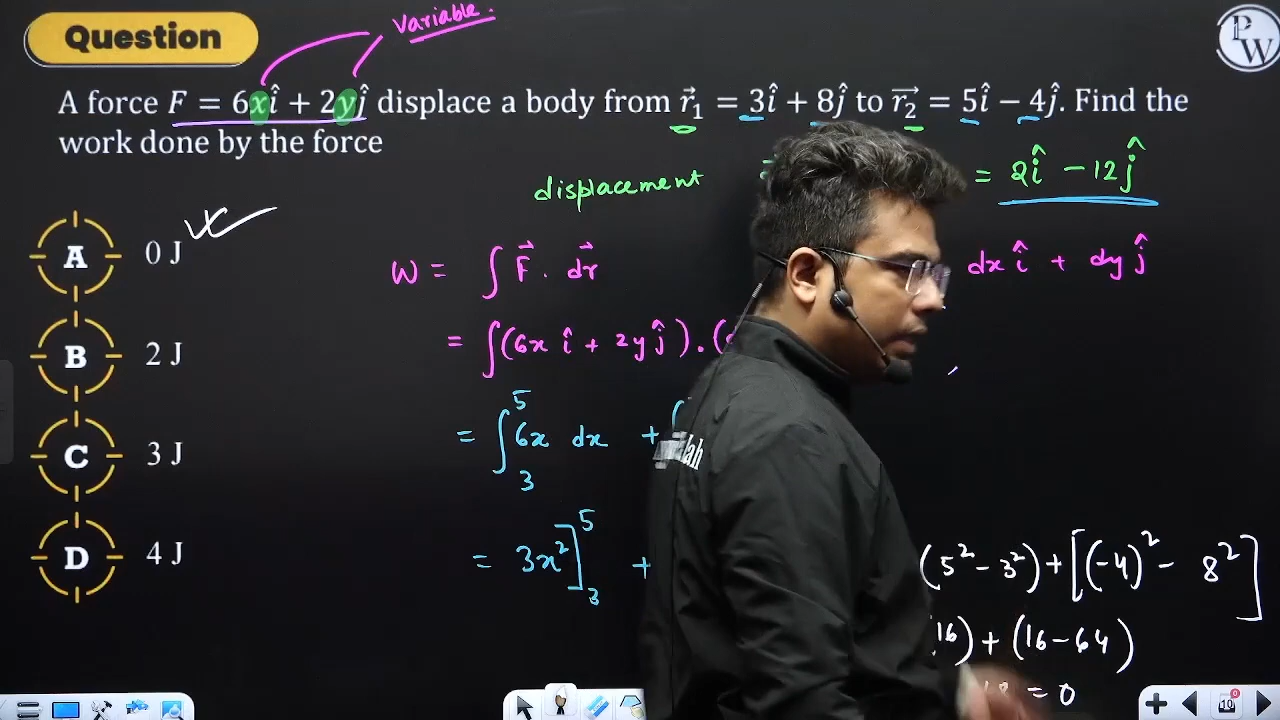 Question
Variable.
PW
A force F = 6xî + 2yĵ displace a body from r⃗₁ = 3î + 8ĵ to r⃗₂ = 5î − 4ĵ. Find the
work done by the force
displacement = 2î − 12ĵ
A 0 J
W = ∫ F⃗ . dr⃗ dx î + dy ĵ
B 2 J
= ∫(6x î + 2y ĵ) . (
C 3 J
= ∫₃⁵ 6x dx + ∫
D 4 J
= 3x²]₃⁵ + (5² − 3²) + [(−4)² − 8²]
16) + (16 − 64)
= 0
10